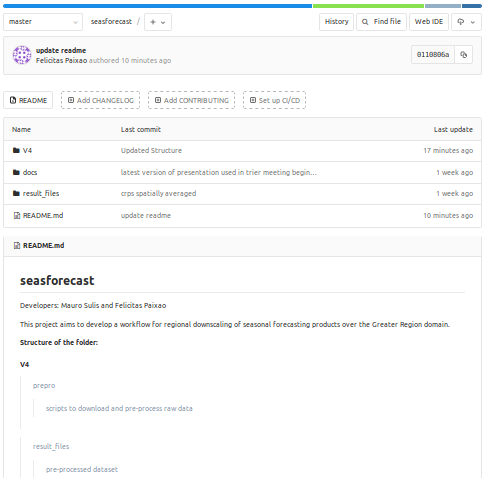 master seasforecast / + History Find file Web IDE
update readme
Felicitas Paixao authored 10 minutes ago 0110806a
README Add CHANGELOG Add CONTRIBUTING Set up CI/CD
Name Last commit Last update
V4 Updated Structure 17 minutes ago
docs latest version of presentation used in trier meeting begin... 1 week ago
result_files crps spatially averaged 1 week ago
README.md update readme 10 minutes ago
README.md
seasforecast
Developers: Mauro Sulis and Felicitas Paixao
This project aims to develop a workflow for regional downscaling of seasonal forecasting products over the Greater Region domain.
Structure of the folder:
V4
prepro
scripts to download and pre-process raw data
result_files
pre-processed dataset